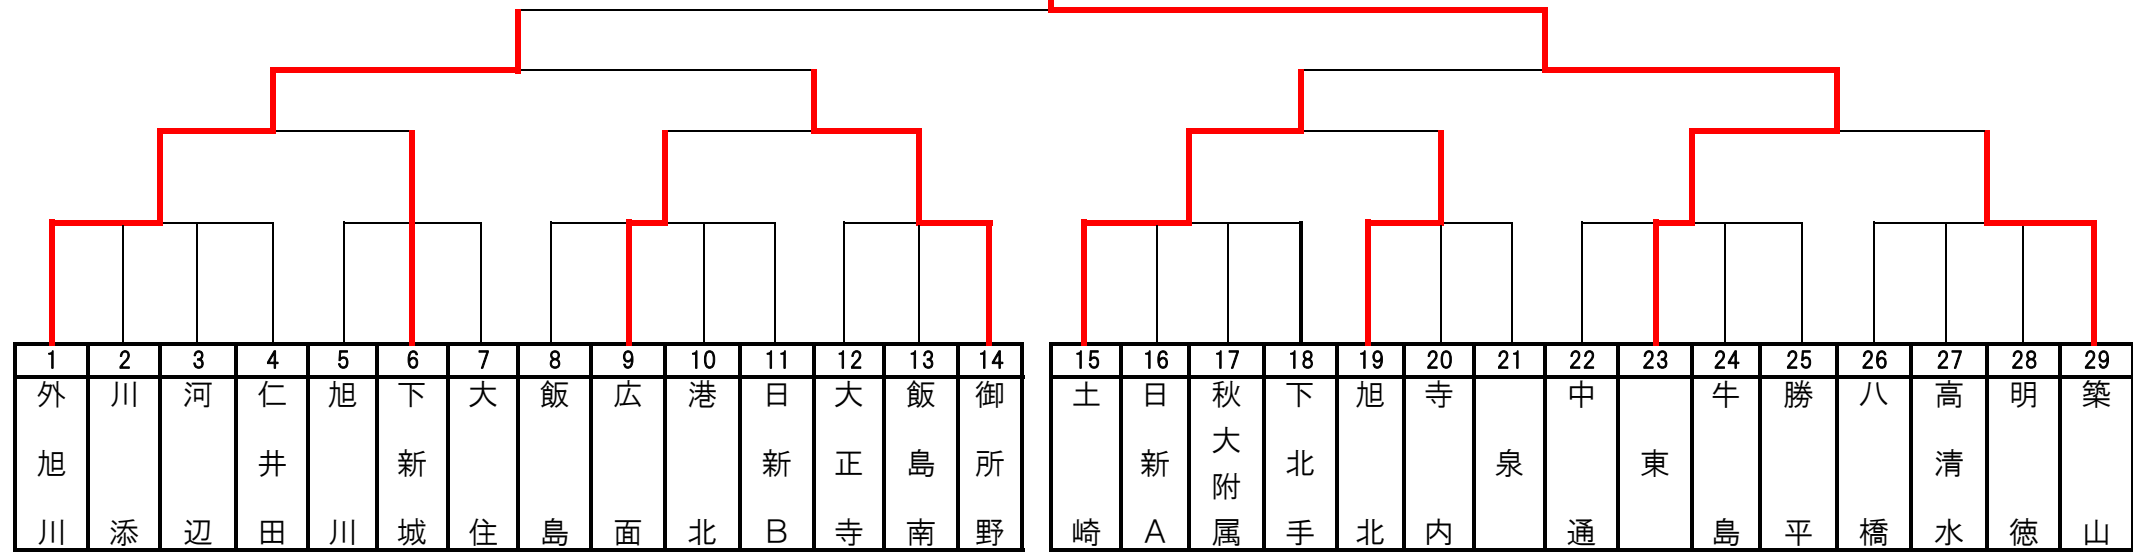 1 2 3 4 5 6 7 8 9 10 11 12 13 14 15 16 17 18 19 20 21 22 23 24 25 26 27 28 29
外旭川
川添
河辺
仁井田
旭川
下新城
大住
飯島
広面
港北
日新B
大正寺
飯島南
御所野
土崎
日新A
秋大附属
下北手
旭北
寺内
泉
中通
東
牛島
勝平
八橋
高清水
明徳
築山